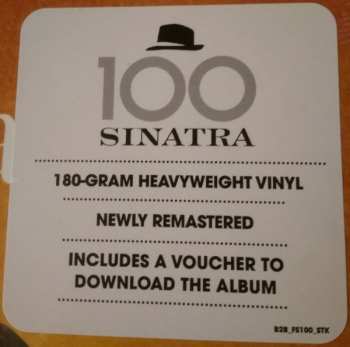 100
SINATRA
180-GRAM HEAVYWEIGHT VINYL
NEWLY REMASTERED
INCLUDES A VOUCHER TO
DOWNLOAD THE ALBUM
B2B_FS100_STK
a